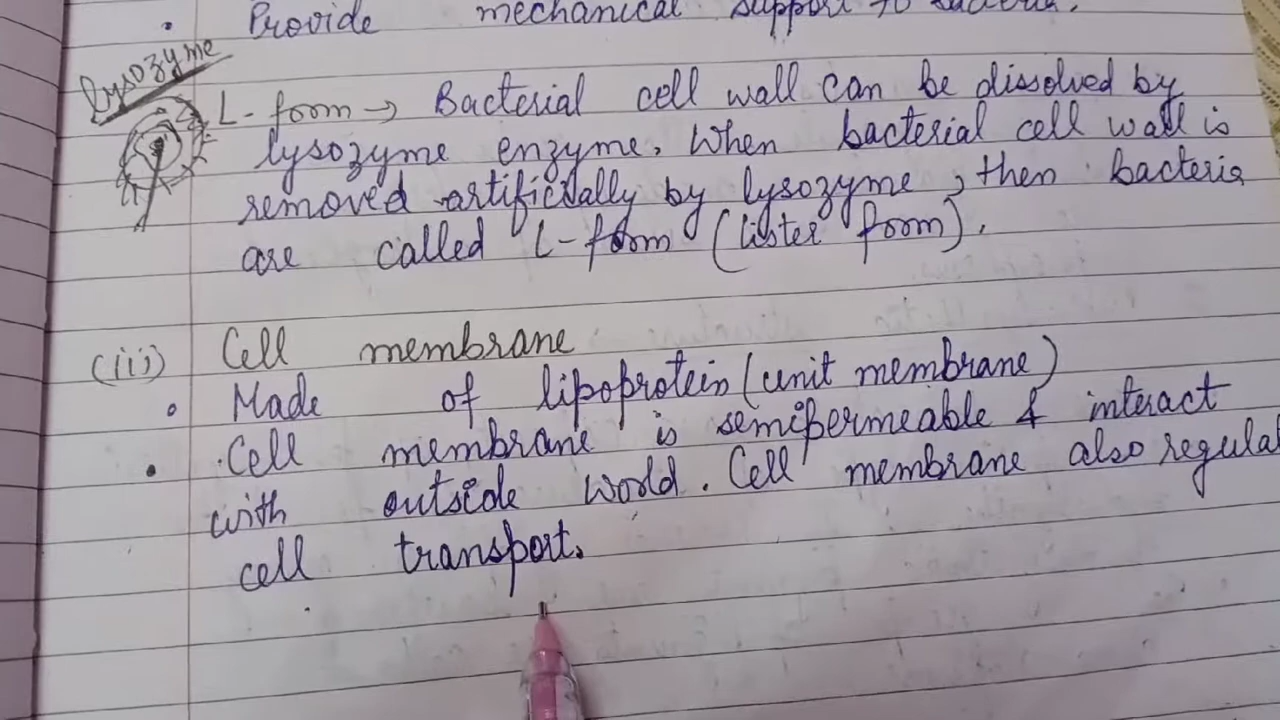 • Provide mechanical support to bacteria.
lysozyme
L-form → Bacterial cell wall can be dissolved by
lysozyme enzyme. When bacterial cell wall is
removed artificially by lysozyme, then bacteria
are called L-form (lister form).
(iii) Cell membrane
• Made of lipoprotein (unit membrane)
• Cell membrane is semipermeable & interact
with outside world. Cell membrane also regulat
cell transport.